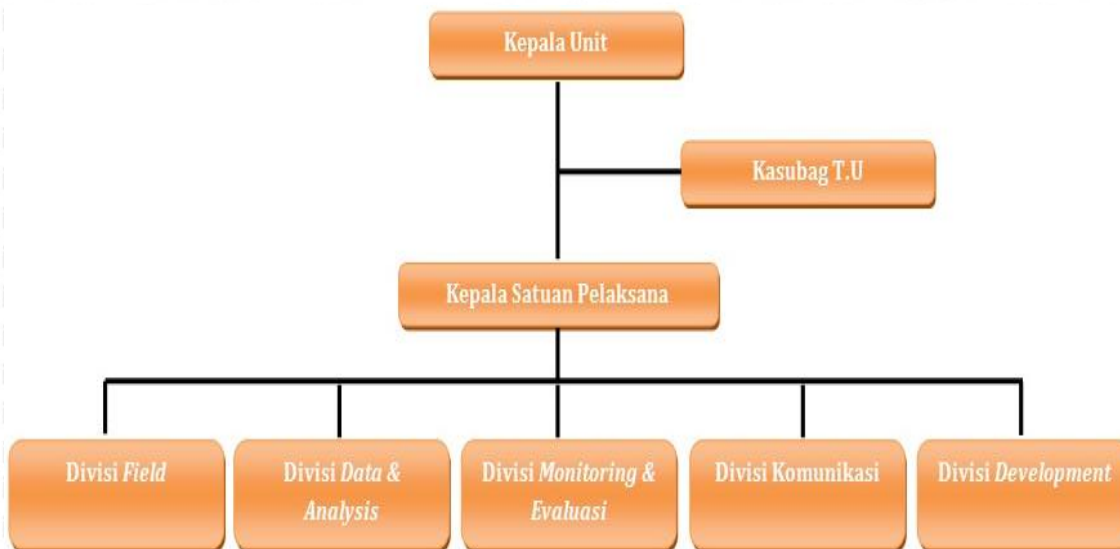 Kepala Unit
Kasubag T.U
Kepala Satuan Pelaksana
Divisi Field
Divisi Data &
Analysis
Divisi Monitoring &
Evaluasi
Divisi Komunikasi
Divisi Development